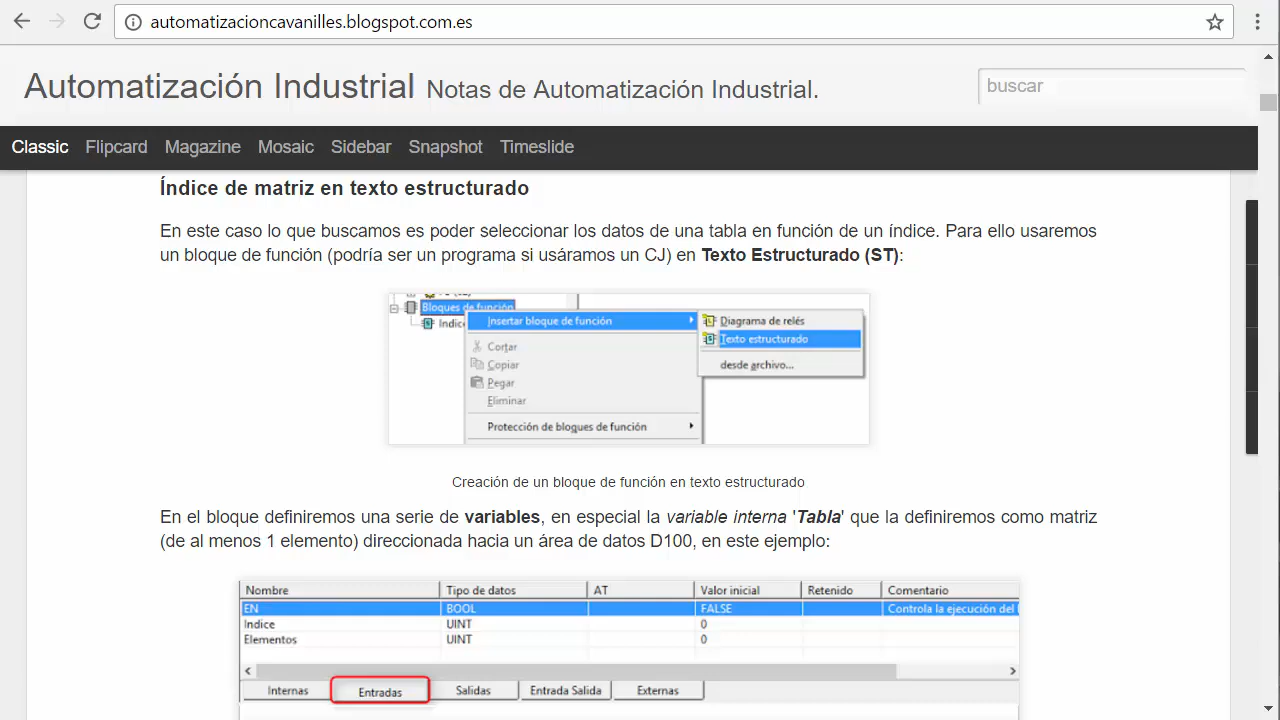 automatizacioncavanilles.blogspot.com.es
Automatización Industrial Notas de Automatización Industrial.
buscar
Classic Flipcard Magazine Mosaic Sidebar Snapshot Timeslide
Índice de matriz en texto estructurado
En este caso lo que buscamos es poder seleccionar los datos de una tabla en función de un índice. Para ello usaremos
un bloque de función (podría ser un programa si usáramos un CJ) en Texto Estructurado (ST):
Bloques de función
Indice
Insertar bloque de función
Diagrama de relés
Texto estructurado
desde archivo...
Cortar
Copiar
Pegar
Eliminar
Protección de bloques de función
Creación de un bloque de función en texto estructurado
En el bloque definiremos una serie de variables, en especial la variable interna 'Tabla' que la definiremos como matriz
(de al menos 1 elemento) direccionada hacia un área de datos D100, en este ejemplo:
Nombre Tipo de datos AT Valor inicial Retenido Comentario
EN BOOL FALSE Controla la ejecución del
Indice UINT 0
Elementos UINT 0
Internas Entradas Salidas Entrada Salida Externas